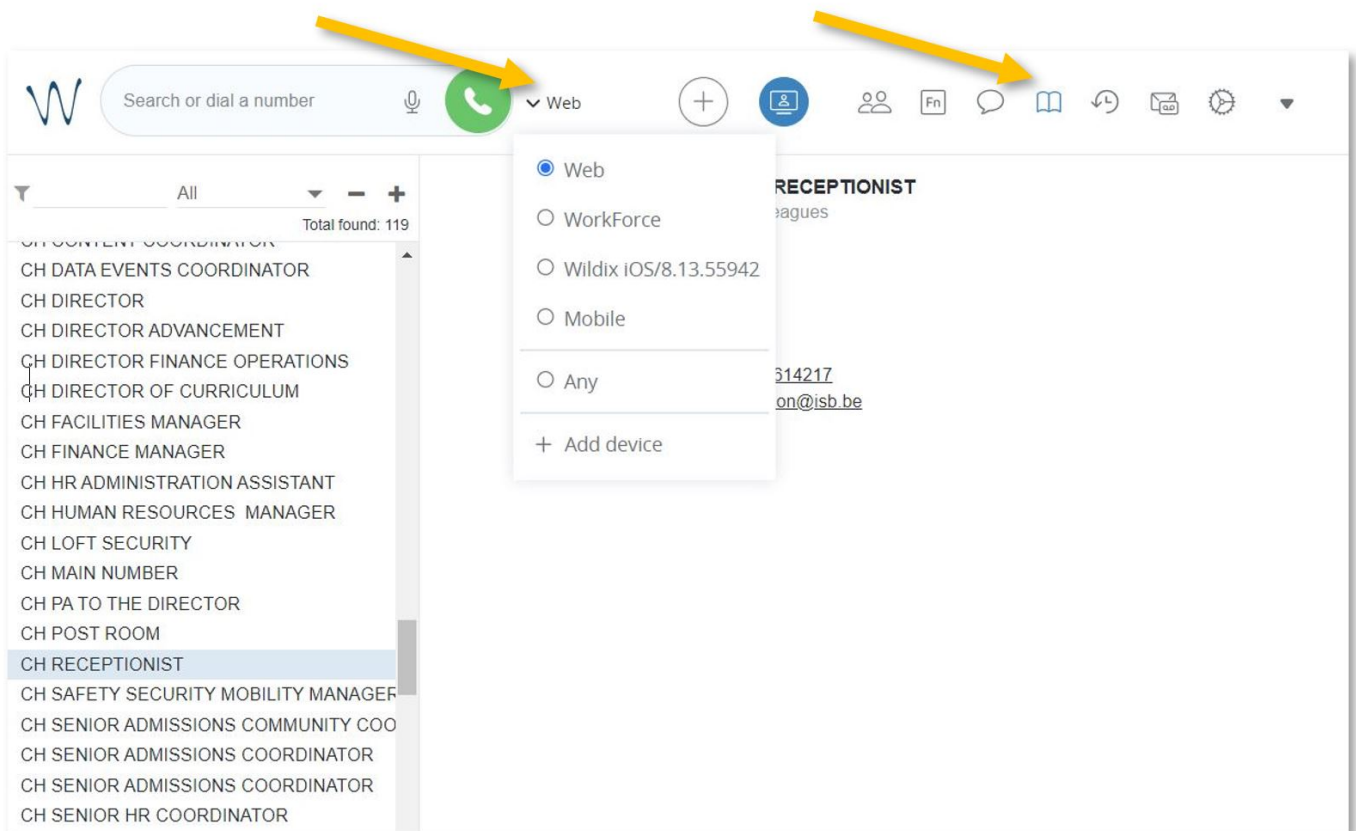 Search or dial a number
Web
Fn
All
Total found: 119
CH CONTENT COORDINATOR
CH DATA EVENTS COORDINATOR
CH DIRECTOR
CH DIRECTOR ADVANCEMENT
CH DIRECTOR FINANCE OPERATIONS
CH DIRECTOR OF CURRICULUM
CH FACILITIES MANAGER
CH FINANCE MANAGER
CH HR ADMINISTRATION ASSISTANT
CH HUMAN RESOURCES MANAGER
CH LOFT SECURITY
CH MAIN NUMBER
CH PA TO THE DIRECTOR
CH POST ROOM
CH RECEPTIONIST
CH SAFETY SECURITY MOBILITY MANAGER
CH SENIOR ADMISSIONS COMMUNITY COO
CH SENIOR ADMISSIONS COORDINATOR
CH SENIOR ADMISSIONS COORDINATOR
CH SENIOR HR COORDINATOR
Web
WorkForce
Wildix iOS/8.13.55942
Mobile
Any
+ Add device
RECEPTIONIST
eagues
614217
on@isb.be